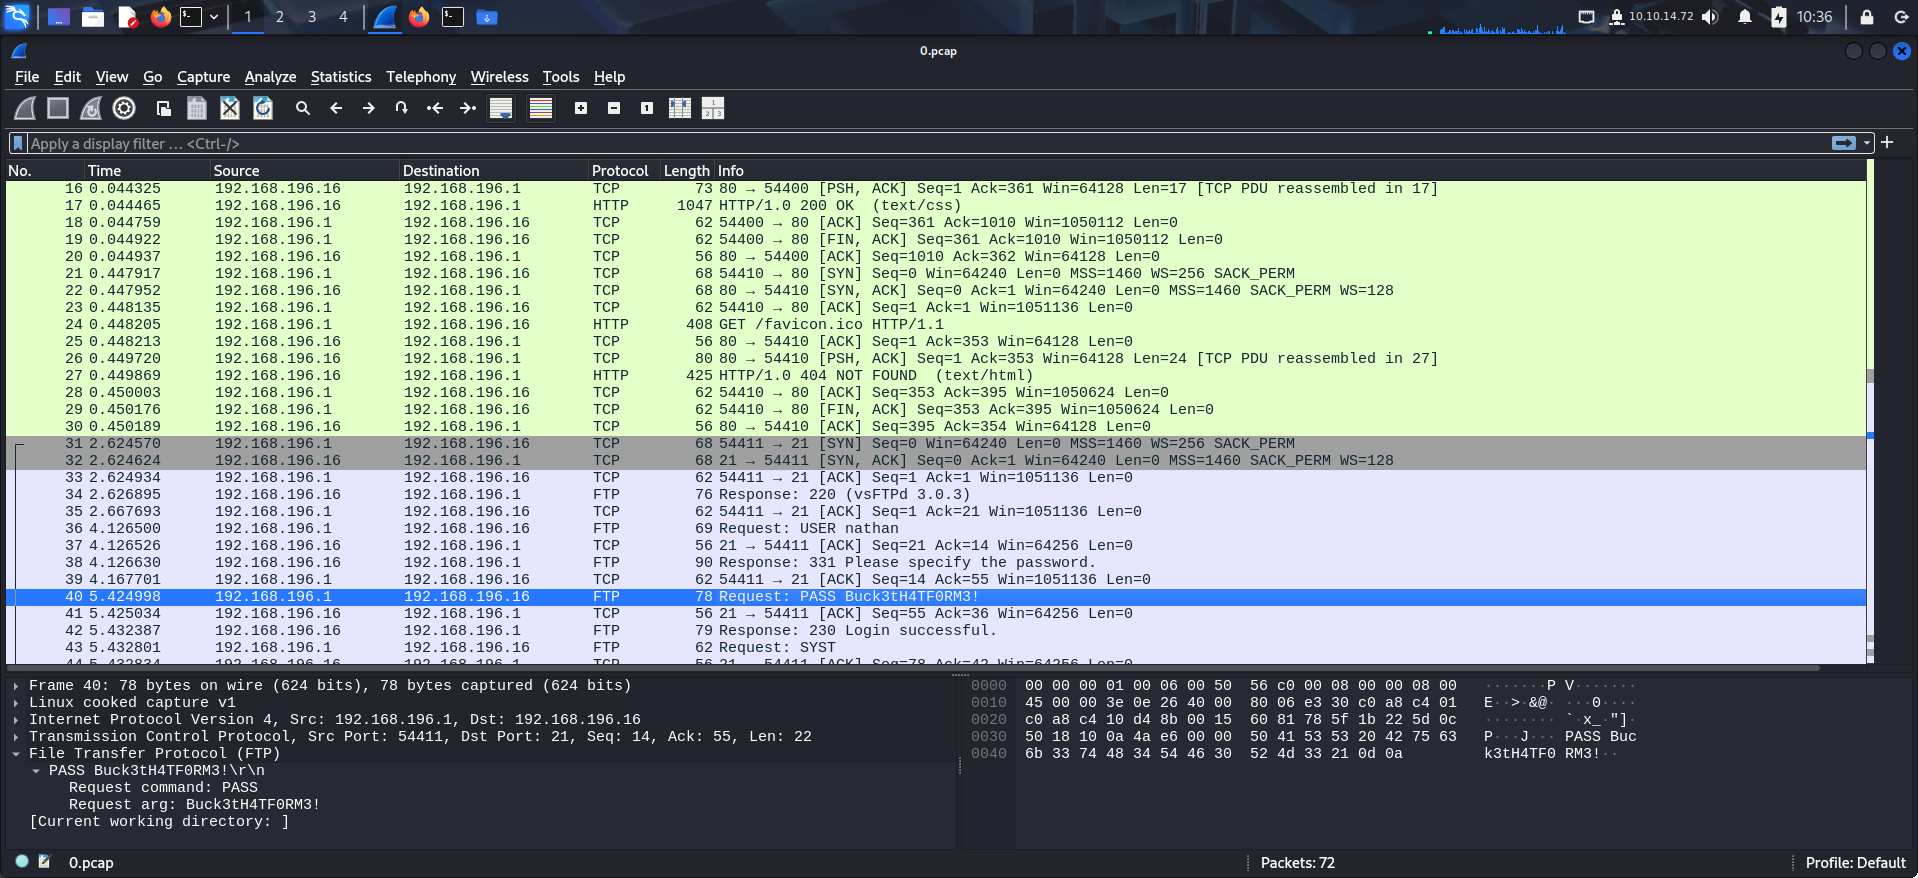 1 2 3 4 10.10.14.72 10:36
0.pcap
File Edit View Go Capture Analyze Statistics Telephony Wireless Tools Help
Apply a display filter … <Ctrl-/>
No. Time Source Destination Protocol Length Info
16 0.044325 192.168.196.16 192.168.196.1 TCP 73 80 → 54400 [PSH, ACK] Seq=1 Ack=361 Win=64128 Len=17 [TCP PDU reassembled in 17]
17 0.044465 192.168.196.16 192.168.196.1 HTTP 1047 HTTP/1.0 200 OK  (text/css)
18 0.044759 192.168.196.1 192.168.196.16 TCP 62 54400 → 80 [ACK] Seq=361 Ack=1010 Win=1050112 Len=0
19 0.044922 192.168.196.1 192.168.196.16 TCP 62 54400 → 80 [FIN, ACK] Seq=361 Ack=1010 Win=1050112 Len=0
20 0.044937 192.168.196.16 192.168.196.1 TCP 56 80 → 54400 [ACK] Seq=1010 Ack=362 Win=64128 Len=0
21 0.447917 192.168.196.1 192.168.196.16 TCP 68 54410 → 80 [SYN] Seq=0 Win=64240 Len=0 MSS=1460 WS=256 SACK_PERM
22 0.447952 192.168.196.16 192.168.196.1 TCP 68 80 → 54410 [SYN, ACK] Seq=0 Ack=1 Win=64240 Len=0 MSS=1460 SACK_PERM WS=128
23 0.448135 192.168.196.1 192.168.196.16 TCP 62 54410 → 80 [ACK] Seq=1 Ack=1 Win=1051136 Len=0
24 0.448205 192.168.196.1 192.168.196.16 HTTP 408 GET /favicon.ico HTTP/1.1
25 0.448213 192.168.196.16 192.168.196.1 TCP 56 80 → 54410 [ACK] Seq=1 Ack=353 Win=64128 Len=0
26 0.449720 192.168.196.16 192.168.196.1 TCP 80 80 → 54410 [PSH, ACK] Seq=1 Ack=353 Win=64128 Len=24 [TCP PDU reassembled in 27]
27 0.449869 192.168.196.16 192.168.196.1 HTTP 425 HTTP/1.0 404 NOT FOUND  (text/html)
28 0.450003 192.168.196.1 192.168.196.16 TCP 62 54410 → 80 [ACK] Seq=353 Ack=395 Win=1050624 Len=0
29 0.450176 192.168.196.1 192.168.196.16 TCP 62 54410 → 80 [FIN, ACK] Seq=353 Ack=395 Win=1050624 Len=0
30 0.450189 192.168.196.16 192.168.196.1 TCP 56 80 → 54410 [ACK] Seq=395 Ack=354 Win=64128 Len=0
31 2.624570 192.168.196.1 192.168.196.16 TCP 68 54411 → 21 [SYN] Seq=0 Win=64240 Len=0 MSS=1460 WS=256 SACK_PERM
32 2.624624 192.168.196.16 192.168.196.1 TCP 68 21 → 54411 [SYN, ACK] Seq=0 Ack=1 Win=64240 Len=0 MSS=1460 SACK_PERM WS=128
33 2.624934 192.168.196.1 192.168.196.16 TCP 62 54411 → 21 [ACK] Seq=1 Ack=1 Win=1051136 Len=0
34 2.626895 192.168.196.16 192.168.196.1 FTP 76 Response: 220 (vsFTPd 3.0.3)
35 2.667693 192.168.196.1 192.168.196.16 TCP 62 54411 → 21 [ACK] Seq=1 Ack=21 Win=1051136 Len=0
36 4.126500 192.168.196.1 192.168.196.16 FTP 69 Request: USER nathan
37 4.126526 192.168.196.16 192.168.196.1 TCP 56 21 → 54411 [ACK] Seq=21 Ack=14 Win=64256 Len=0
38 4.126630 192.168.196.16 192.168.196.1 FTP 90 Response: 331 Please specify the password.
39 4.167701 192.168.196.1 192.168.196.16 TCP 62 54411 → 21 [ACK] Seq=14 Ack=55 Win=1051136 Len=0
40 5.424998 192.168.196.1 192.168.196.16 FTP 78 Request: PASS Buck3tH4TF0RM3!
41 5.425034 192.168.196.16 192.168.196.1 TCP 56 21 → 54411 [ACK] Seq=55 Ack=36 Win=64256 Len=0
42 5.432387 192.168.196.16 192.168.196.1 FTP 79 Response: 230 Login successful.
43 5.432801 192.168.196.1 192.168.196.16 FTP 62 Request: SYST
44 5.432834 192.168.196.16 192.168.196.1 TCP 56 21 → 54411 [ACK] Seq=78 Ack=42 Win=64256 Len=0
Frame 40: 78 bytes on wire (624 bits), 78 bytes captured (624 bits)
Linux cooked capture v1
Internet Protocol Version 4, Src: 192.168.196.1, Dst: 192.168.196.16
Transmission Control Protocol, Src Port: 54411, Dst Port: 21, Seq: 14, Ack: 55, Len: 22
File Transfer Protocol (FTP)
PASS Buck3tH4TF0RM3!\r\n
Request command: PASS
Request arg: Buck3tH4TF0RM3!
[Current working directory: ]
0000 00 00 00 01 00 06 00 50 56 c0 00 08 00 00 08 00 ·······P V·······
0010 45 00 00 3e 0e 26 40 00 80 06 e3 30 c0 a8 c4 01 E··>·&@· ···0····
0020 c0 a8 c4 10 d4 8b 00 15 60 81 78 5f 1b 22 5d 0c ········ `·x_·"]·
0030 50 18 10 0a 4a e6 00 00 50 41 53 53 20 42 75 63 P···J··· PASS Buc
0040 6b 33 74 48 34 54 46 30 52 4d 33 21 0d 0a k3tH4TF0 RM3!··
0.pcap Packets: 72 Profile: Default